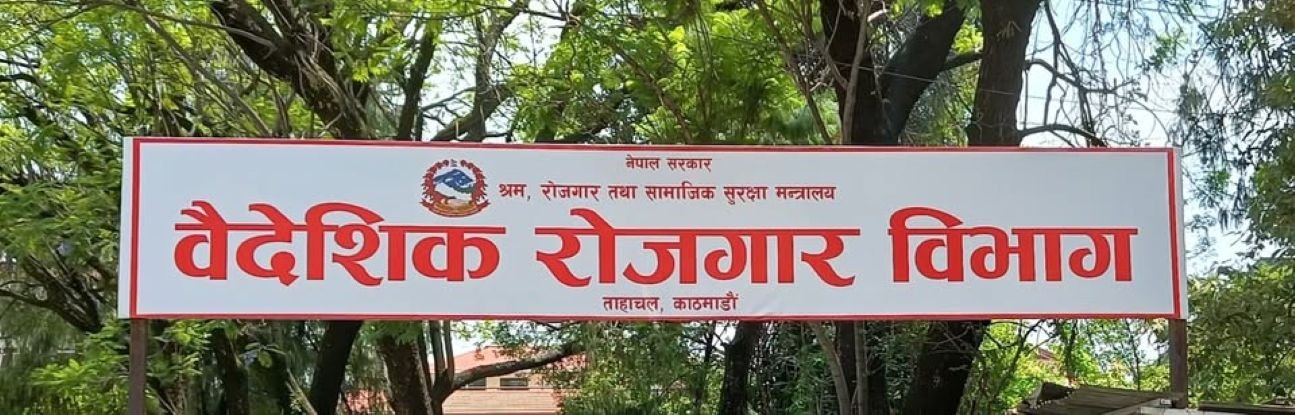 नेपाल सरकार
श्रम, रोजगार तथा सामाजिक सुरक्षा मन्त्रालय
वैदेशिक रोजगार विभाग
ताहाचल, काठमाडौं